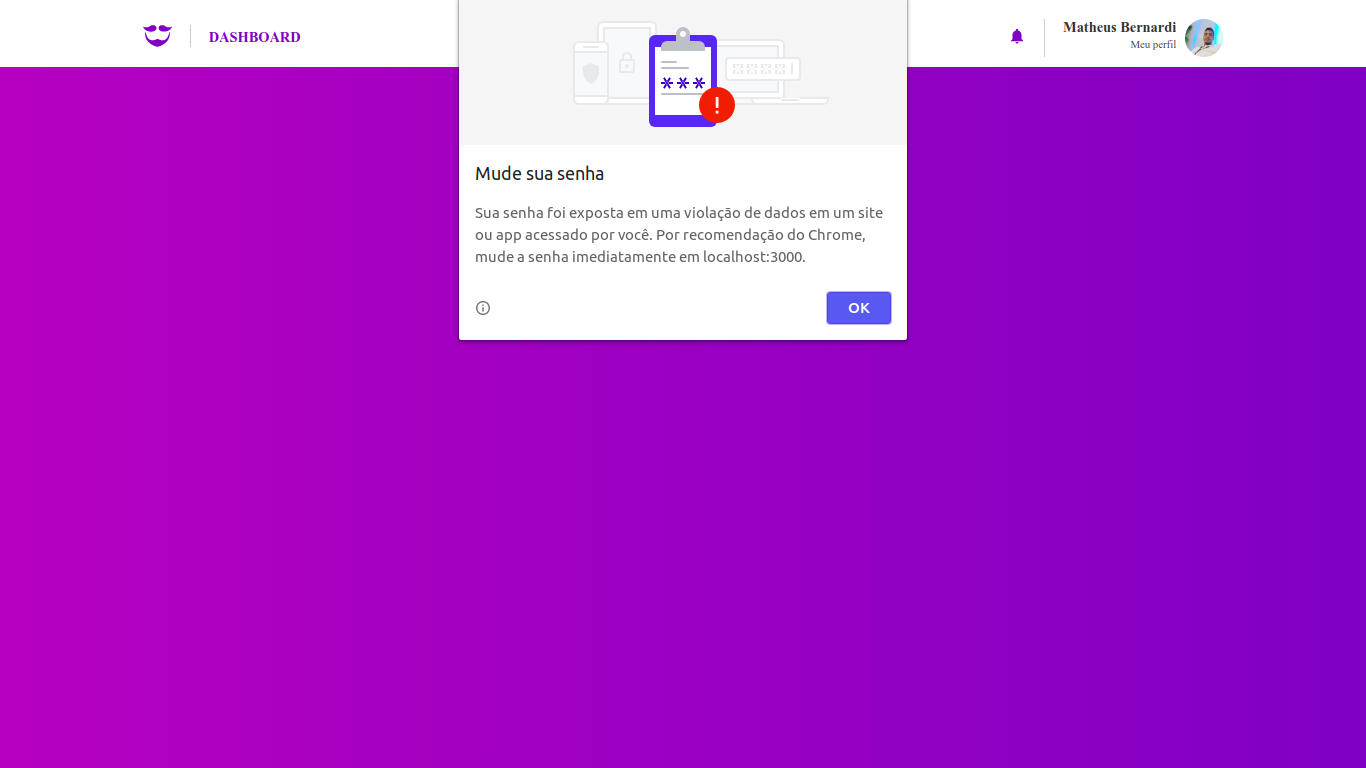 DASHBOARD
Matheus Bernardi
Meu perfil
Mude sua senha
Sua senha foi exposta em uma violação de dados em um site
ou app acessado por você. Por recomendação do Chrome,
mude a senha imediatamente em localhost:3000.
OK